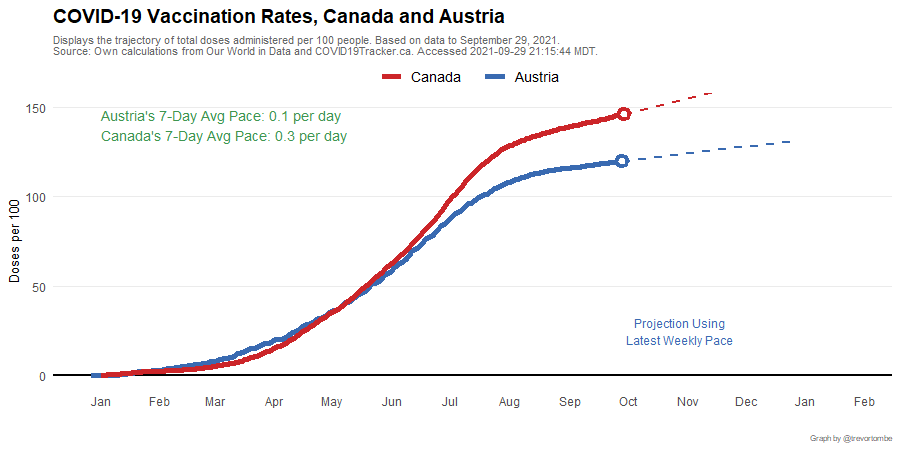 COVID-19 Vaccination Rates, Canada and Austria
Displays the trajectory of total doses administered per 100 people. Based on data to September 29, 2021.
Source: Own calculations from Our World in Data and COVID19Tracker.ca. Accessed 2021-09-29 21:15:44 MDT.
Canada Austria
Austria's 7-Day Avg Pace: 0.1 per day
Canada's 7-Day Avg Pace: 0.3 per day
Doses per 100
150
100
50
0
Projection Using
Latest Weekly Pace
Jan Feb Mar Apr May Jun Jul Aug Sep Oct Nov Dec Jan Feb
Graph by @trevortombe